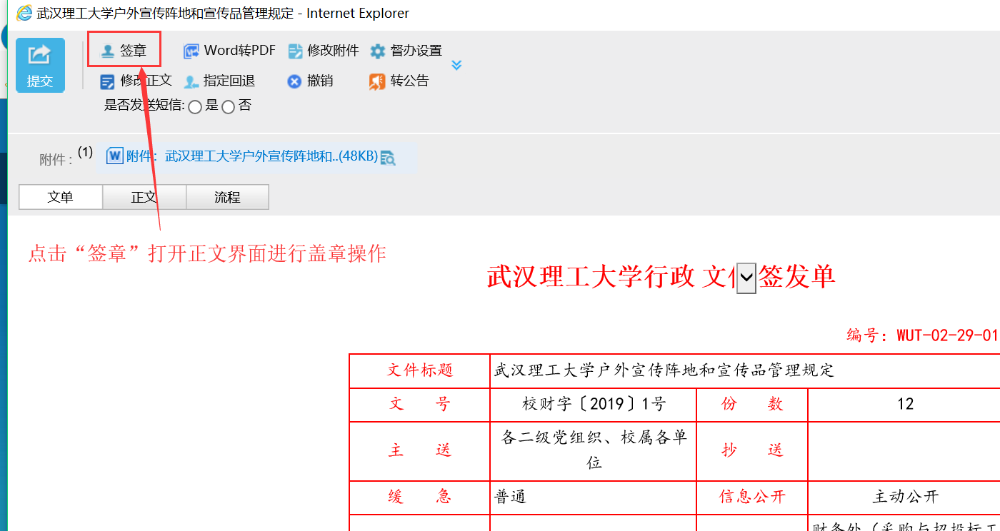 武汉理工大学户外宣传阵地和宣传品管理规定 - Internet Explorer
提交
签章 Word转PDF 修改附件 督办设置
修改正文 指定回退 撤销 转公告
是否发送短信: 是 否
附件： (1) 附件：武汉理工大学户外宣传阵地和..(48KB)
文单 正文 流程
点击“签章”打开正文界面进行盖章操作
武汉理工大学行政 文件签发单
编号：WUT-02-29-01
文件标题 武汉理工大学户外宣传阵地和宣传品管理规定
文 号 校财字〔2019〕1号 份 数 12
主 送 各二级党组织、校属各单
位 抄 送
缓 急 普通 信息公开 主动公开
财务处（采购与招投标工